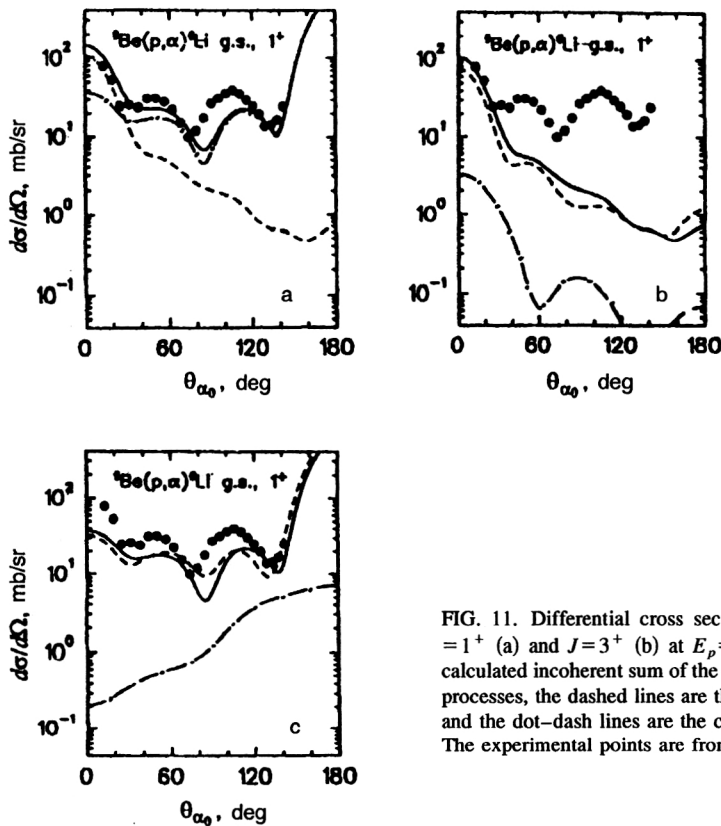 ⁹Be(p,α)⁶Li g.s., 1⁺
10²
10¹
10⁰
10⁻¹
dσ/dΩ, mb/sr
a
0 60 120 180
θα₀, deg
⁹Be(p,α)⁶Li g.s., 1⁺
10²
10¹
10⁰
10⁻¹
b
0 60 120 180
θα₀, deg
⁹Be(p,α)⁶Li g.s., 1⁺
10²
10¹
10⁰
10⁻¹
dσ/dΩ, mb/sr
c
0 60 120 180
θα₀, deg
FIG. 11. Differential cross sec
=1⁺ (a) and J=3⁺ (b) at Eₚ=
calculated incoherent sum of the
processes, the dashed lines are th
and the dot–dash lines are the c
The experimental points are from